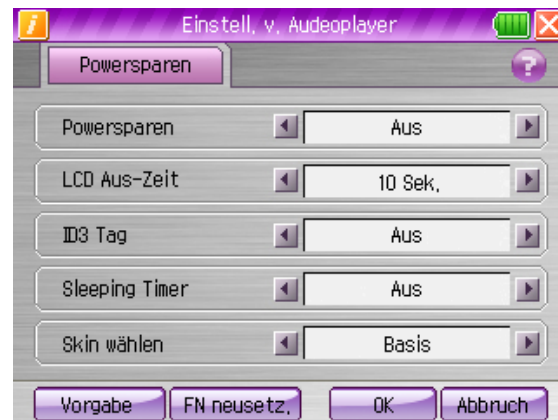 Einstell, v, Audeoplayer
Powersparen
?
Powersparen Aus
LCD Aus-Zeit 10 Sek,
ID3 Tag Aus
Sleeping Timer Aus
Skin wählen Basis
Vorgabe FN neusetz, OK Abbruch